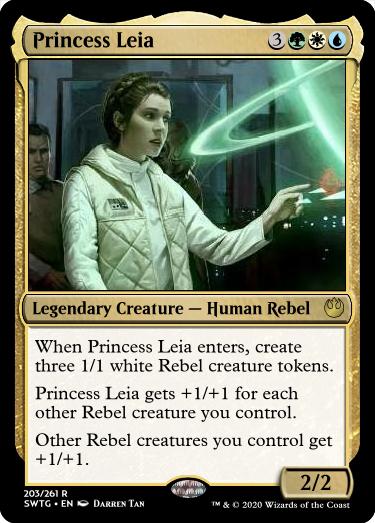 Princess Leia 3
Legendary Creature — Human Rebel
When Princess Leia enters, create
three 1/1 white Rebel creature tokens.
Princess Leia gets +1/+1 for each
other Rebel creature you control.
Other Rebel creatures you control get
+1/+1.
2/2
203/261 R
SWTG • EN Darren Tan
™ & © 2020 Wizards of the Coast